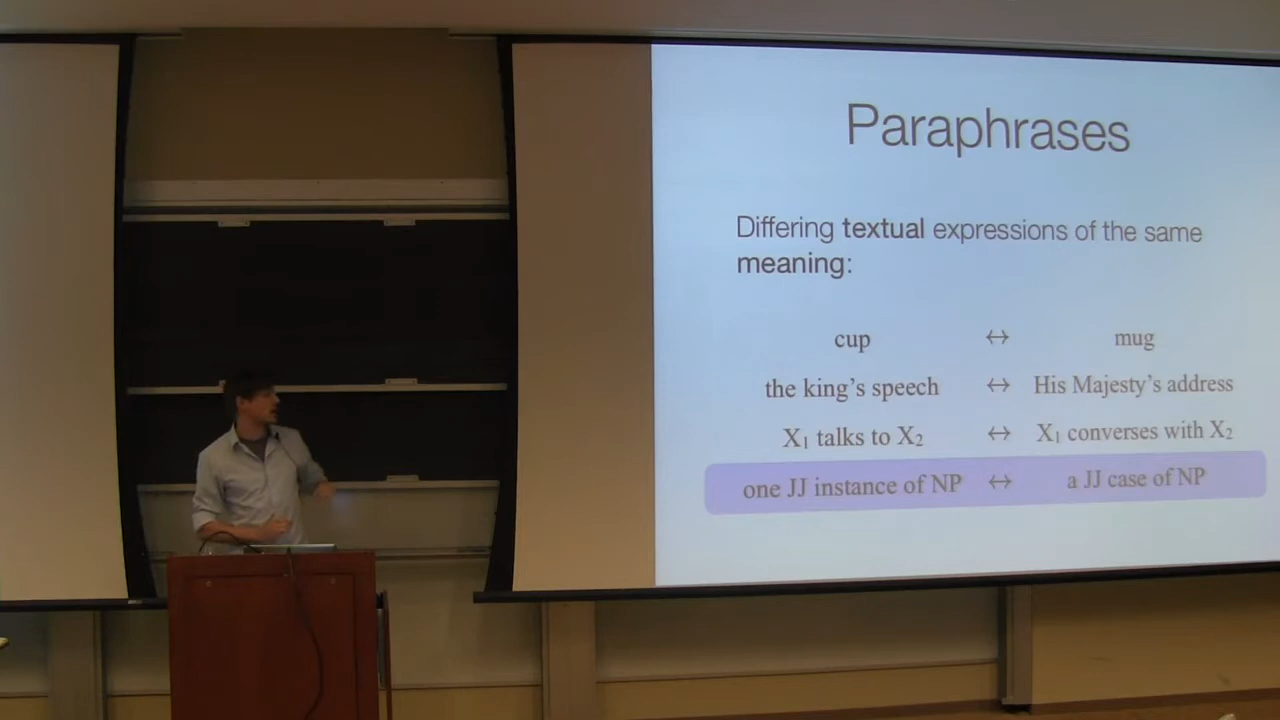 Paraphrases
Differing textual expressions of the same
meaning:
cup ↔ mug
the king's speech ↔ His Majesty's address
X₁ talks to X₂ ↔ X₁ converses with X₂
one JJ instance of NP ↔ a JJ case of NP